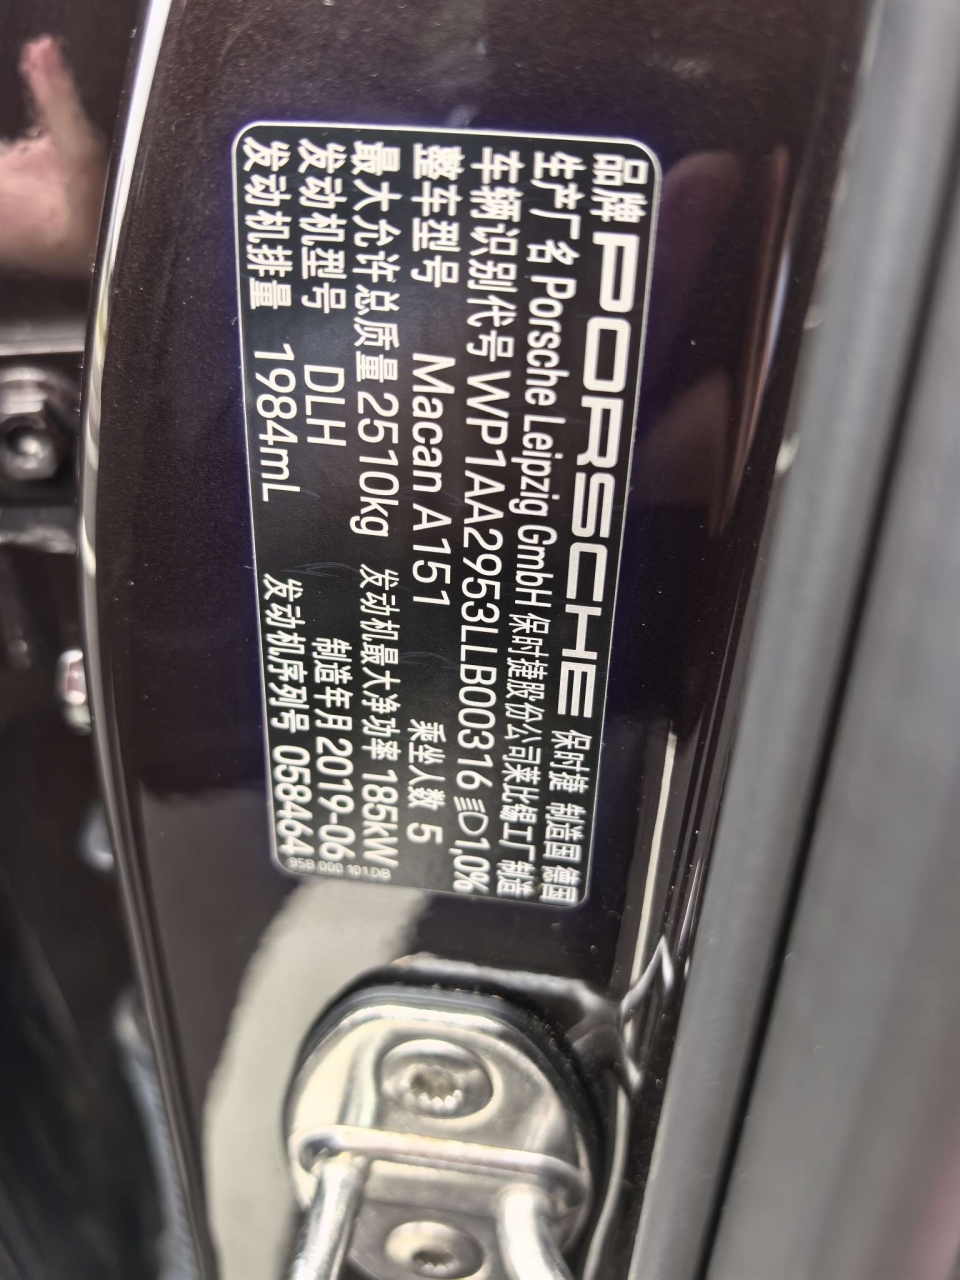 品牌 PORSCHE 保时捷 制造国 德国
生产厂名 Porsche Leipzig GmbH 保时捷股份公司莱比锡工厂 制造
车辆识别代号 WP1AA2953LLB00316 1,0%
整车型号 Macan A151 乘坐人数 5
最大允许总质量 2510kg 发动机最大净功率 185kW
发动机型号 DLH 制造年月 2019-06
发动机排量 1984mL 发动机序列号 058464
95B.000.101.DB